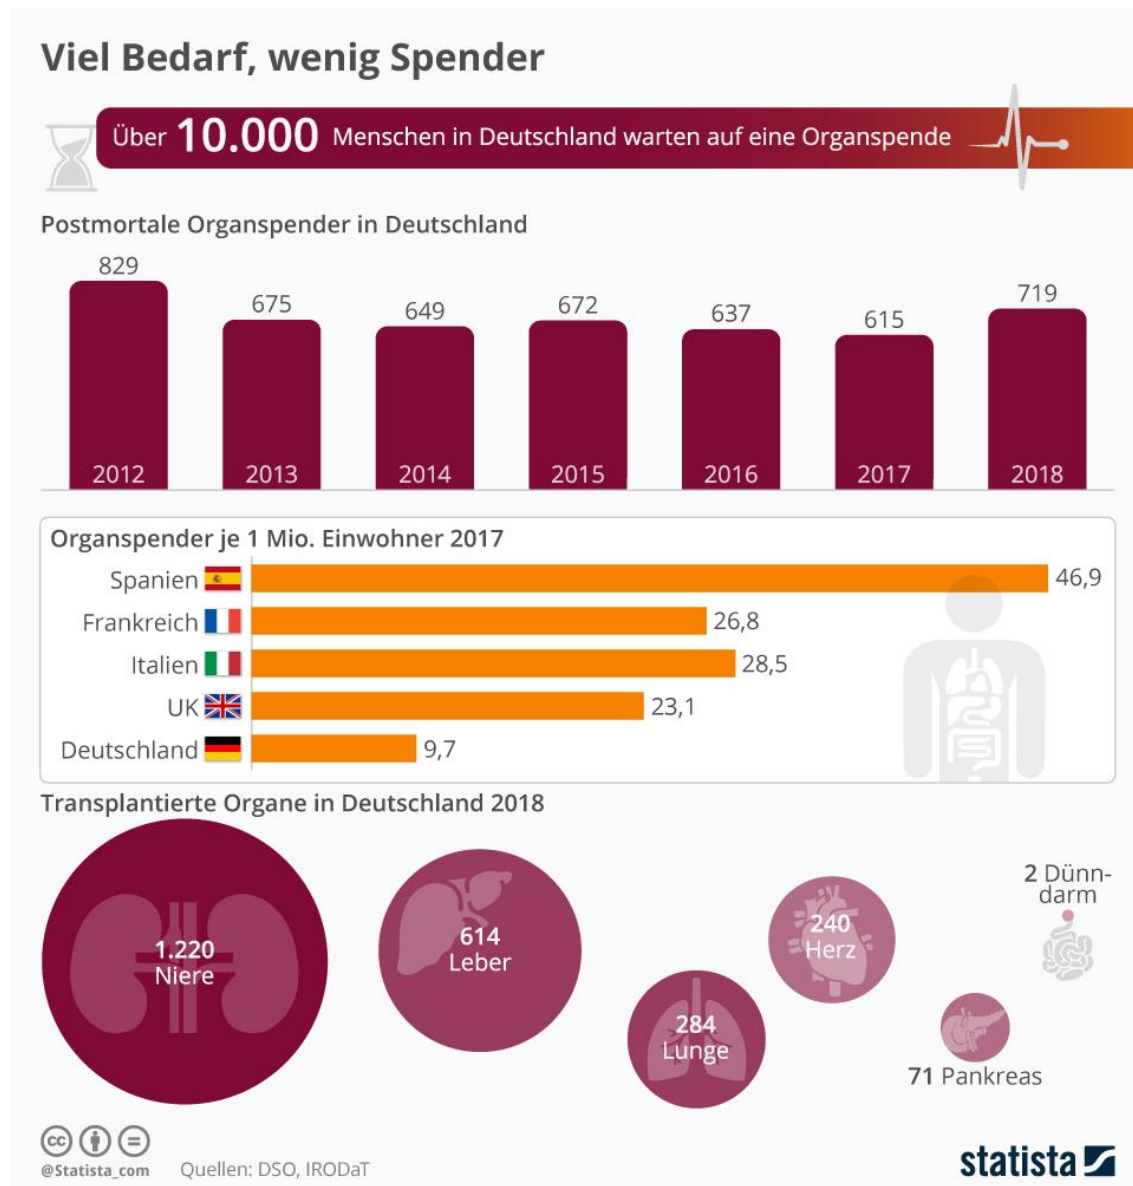 Viel Bedarf, wenig Spender
Über 10.000 Menschen in Deutschland warten auf eine Organspende
Postmortale Organspender in Deutschland
829
675
649
672
637
615
719
2012
2013
2014
2015
2016
2017
2018
Organspender je 1 Mio. Einwohner 2017
Spanien 46,9
Frankreich 26,8
Italien 28,5
UK 23,1
Deutschland 9,7
Transplantierte Organe in Deutschland 2018
1.220
Niere
614
Leber
284
Lunge
240
Herz
71 Pankreas
2 Dünn-
darm
cc
@Statista_com
Quellen: DSO, IRODaT
statista